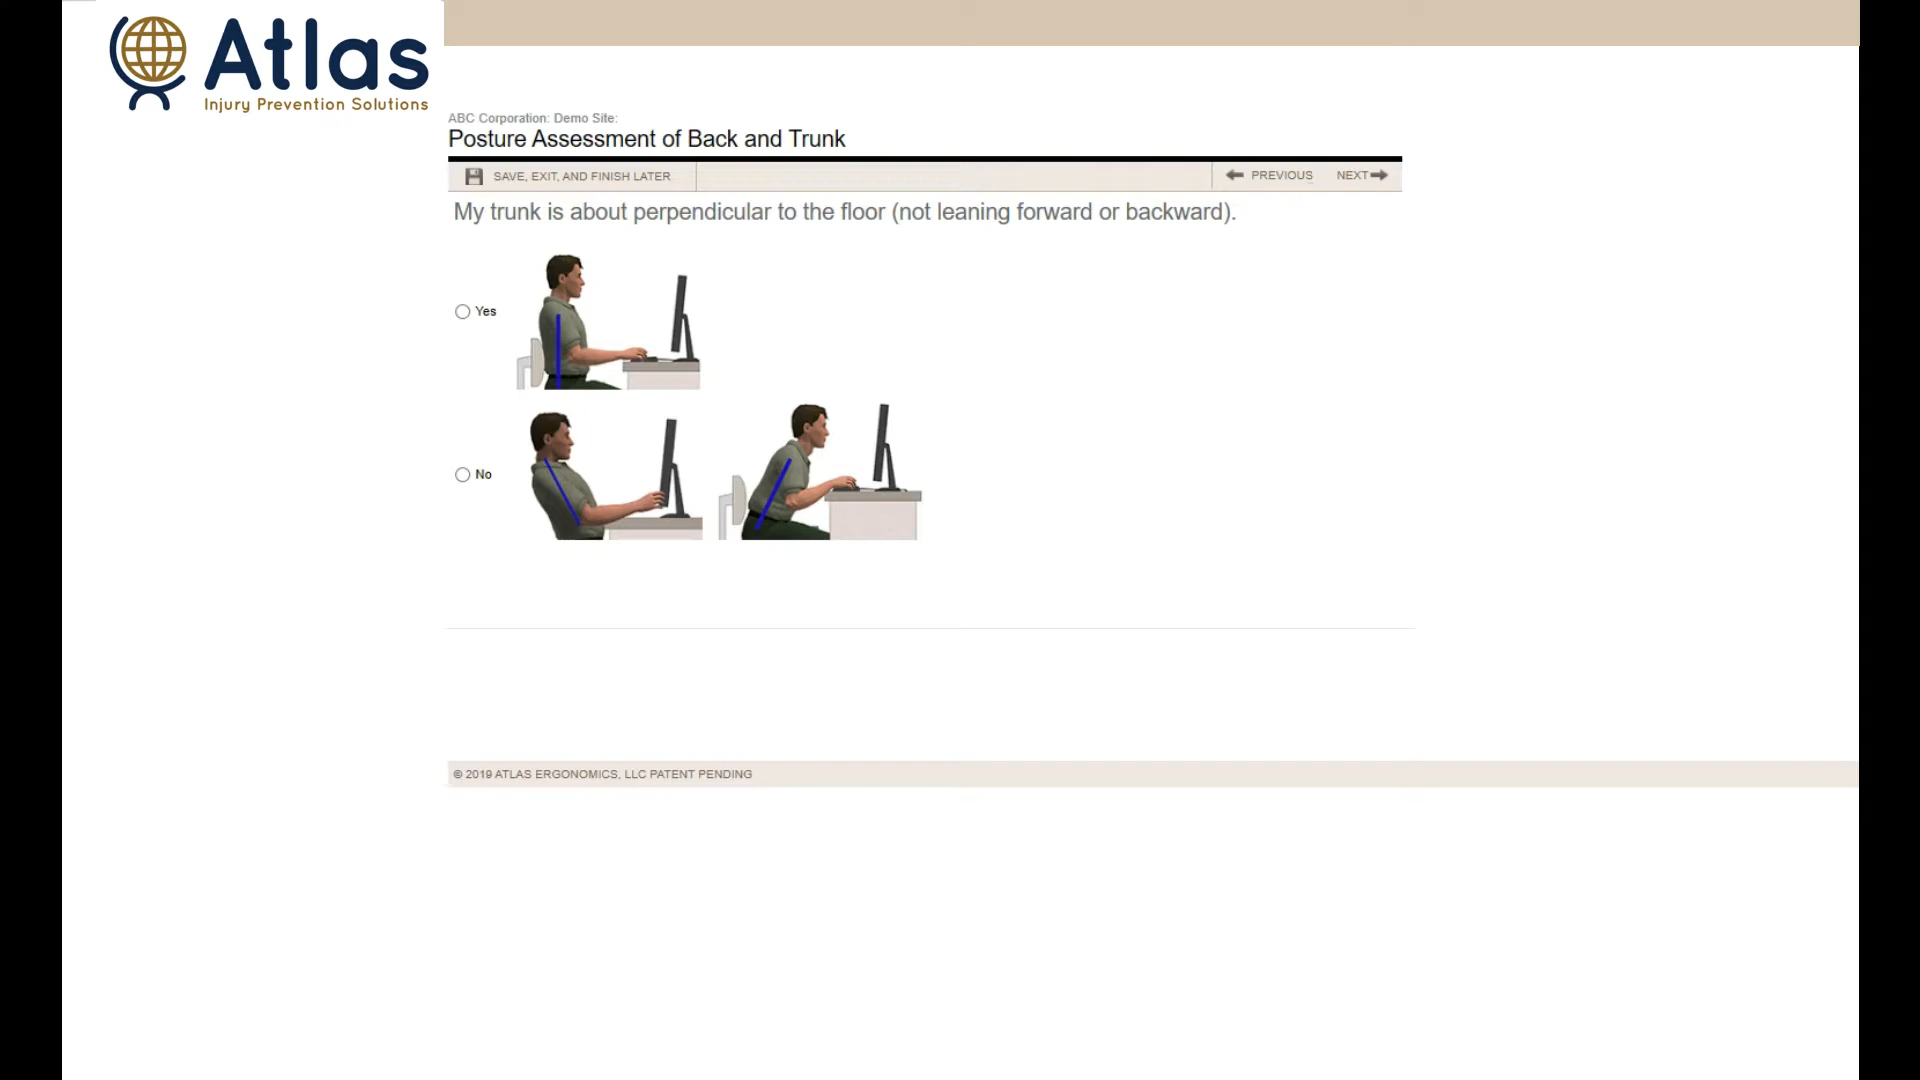 Atlas
Injury Prevention Solutions
ABC Corporation: Demo Site:
Posture Assessment of Back and Trunk
SAVE, EXIT, AND FINISH LATER
PREVIOUS NEXT
My trunk is about perpendicular to the floor (not leaning forward or backward).
Yes
No
© 2019 ATLAS ERGONOMICS, LLC PATENT PENDING